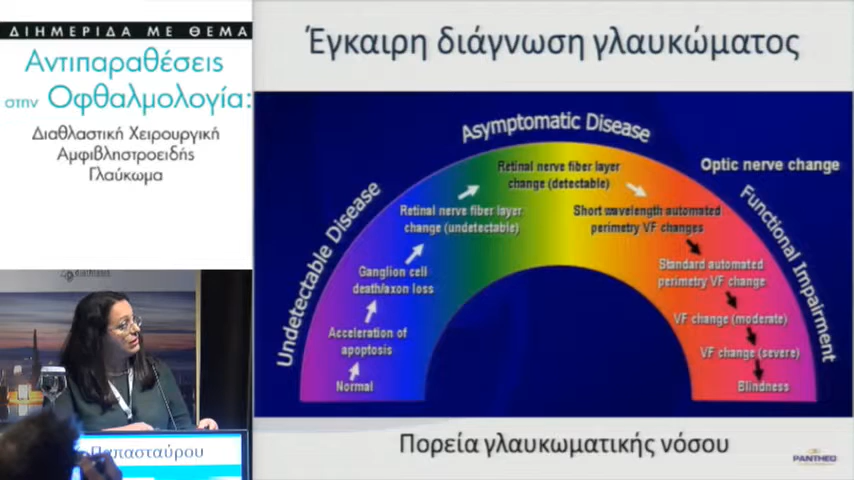 ΔΙΗΜΕΡΙΔΑ ΜΕ ΘΕΜΑ
Αντιπαραθέσεις
στην Οφθαλμολογία:
Διαθλαστική Χειρουργική
Αμφιβληστροειδής
Γλαύκωμα
Παπασταύρου
Έγκαιρη διάγνωση γλαυκώματος
Undetectable Disease
Asymptomatic Disease
Functional Impairment
Optic nerve change
Normal
Acceleration of
apoptosis
Ganglion cell
death/axon loss
Retinal nerve fiber layer
change (undetectable)
Retinal nerve fiber layer
change (detectable)
Short wavelength automated
perimetry VF changes
Standard automated
perimetry VF change
VF change (moderate)
VF change (severe)
Blindness
Πορεία γλαυκωματικής νόσου
PANTHEO